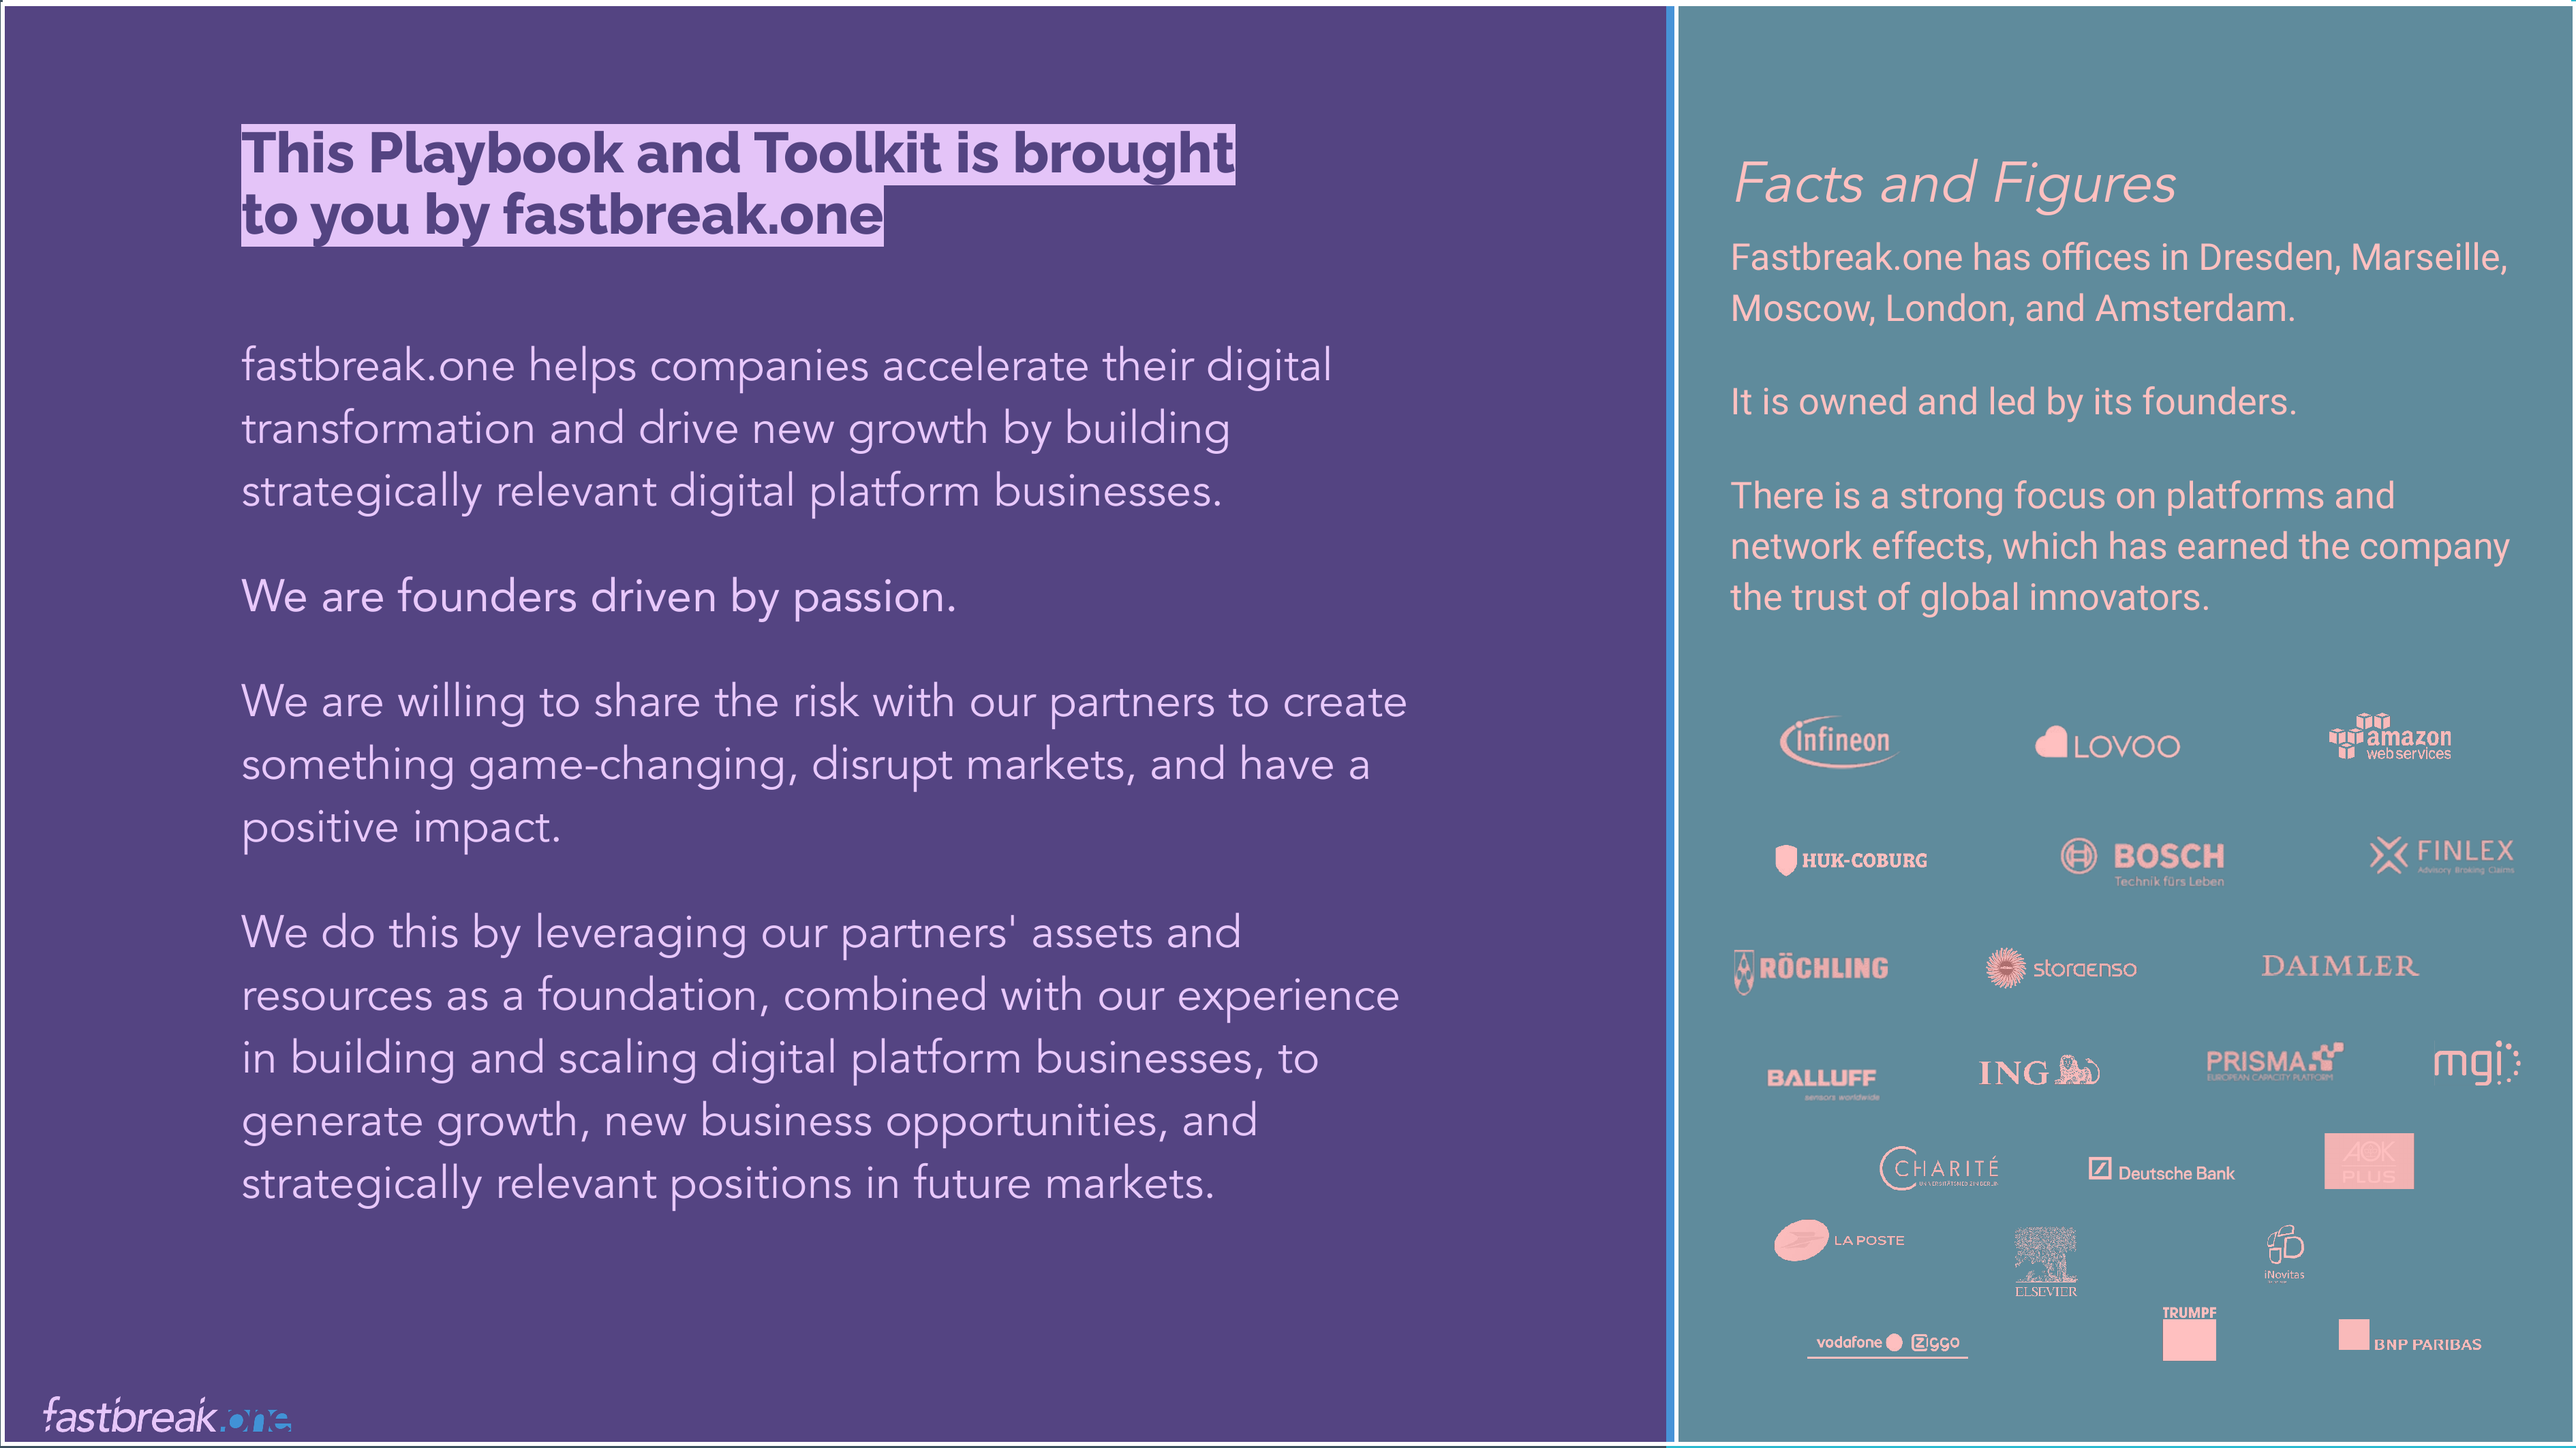 This Playbook and Toolkit is brought
to you by fastbreak.one
fastbreak.one helps companies accelerate their digital
transformation and drive new growth by building
strategically relevant digital platform businesses.
We are founders driven by passion.
We are willing to share the risk with our partners to create
something game-changing, disrupt markets, and have a
positive impact.
We do this by leveraging our partners' assets and
resources as a foundation, combined with our experience
in building and scaling digital platform businesses, to
generate growth, new business opportunities, and
strategically relevant positions in future markets.
fastbreak.one
Facts and Figures
Fastbreak.one has offices in Dresden, Marseille,
Moscow, London, and Amsterdam.
It is owned and led by its founders.
There is a strong focus on platforms and
network effects, which has earned the company
the trust of global innovators.
infineon
LOVOO
amazon
web services
HUK-COBURG
BOSCH
Technik fürs Leben
FINLEX
Advisory Broking Claims
RÖCHLING
storaenso
DAIMLER
BALLUFF
sensors worldwide
ING
PRISMA
EUROPEAN CAPACITY PLATFORM
mgi
CHARITÉ
Deutsche Bank
AOK
PLUS
LA POSTE
ELSEVIER
iNovitas
vodafone Ziggo
TRUMPF
BNP PARIBAS